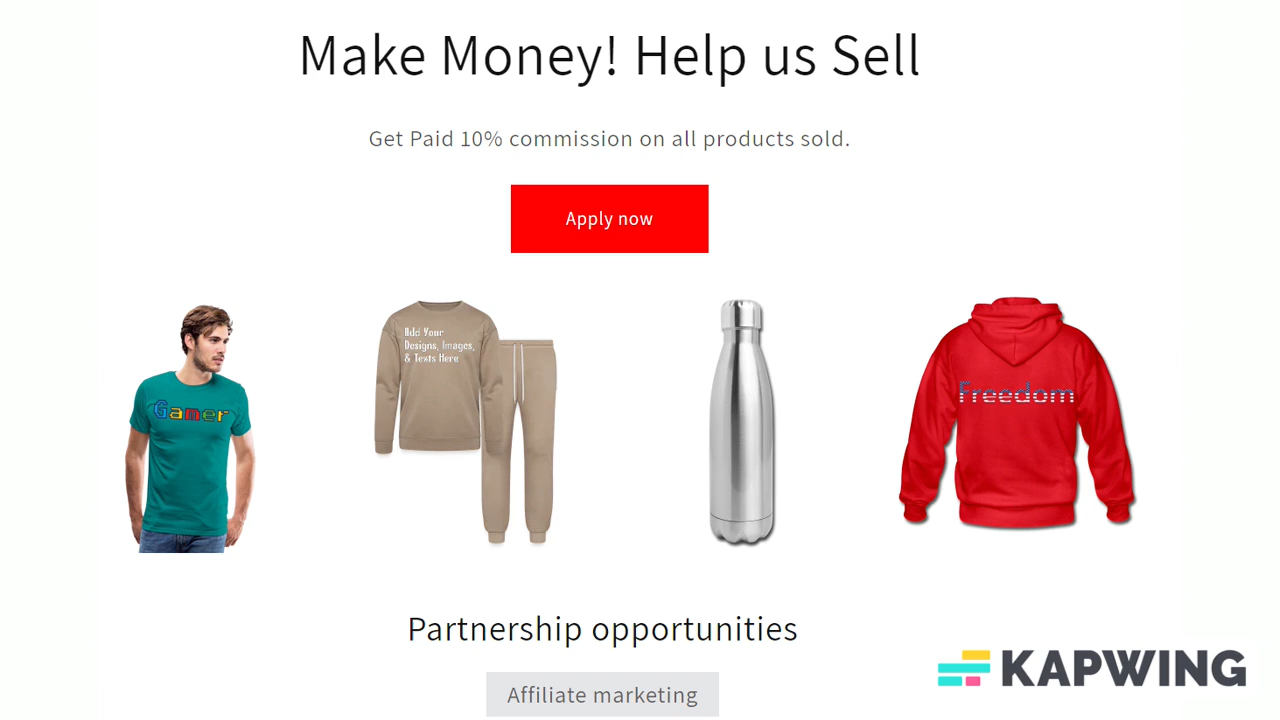 Make Money! Help us Sell
Get Paid 10% commission on all products sold.
Apply now
Gamer
Add Your
Designs, Images,
& Texts Here
Freedom
Partnership opportunities
Affiliate marketing
KAPWING